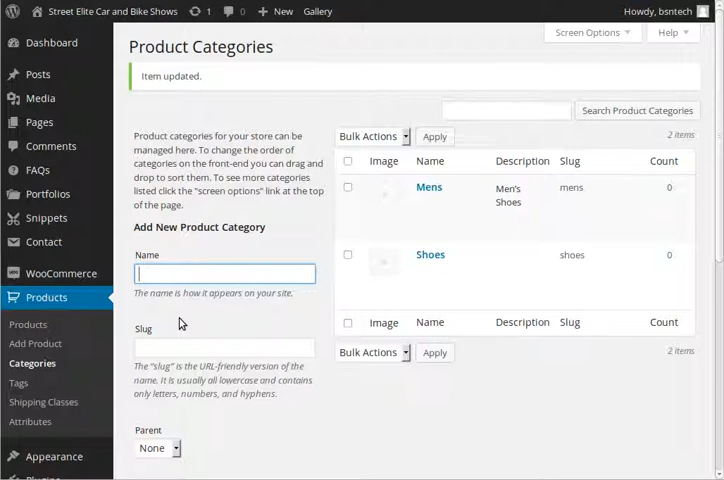 Street Elite Car and Bike Shows 1 0 New Gallery Howdy, bsntech
Screen Options Help
Product Categories
Item updated.
Search Product Categories
Product categories for your store can be
managed here. To change the order of
categories on the front-end you can drag and
drop to sort them. To see more categories
listed click the "screen options" link at the top
of the page.
Add New Product Category
Name
The name is how it appears on your site.
Slug
The “slug” is the URL-friendly version of the
name. It is usually all lowercase and contains
only letters, numbers, and hyphens.
Parent
None
Bulk Actions Apply 2 items
Image Name Description Slug Count
Mens Men’s mens 0
Shoes
Shoes shoes 0
Image Name Description Slug Count
Bulk Actions Apply 2 items
Dashboard
Posts
Media
Pages
Comments
FAQs
Portfolios
Snippets
Contact
WooCommerce
Products
Products
Add Product
Categories
Tags
Shipping Classes
Attributes
Appearance